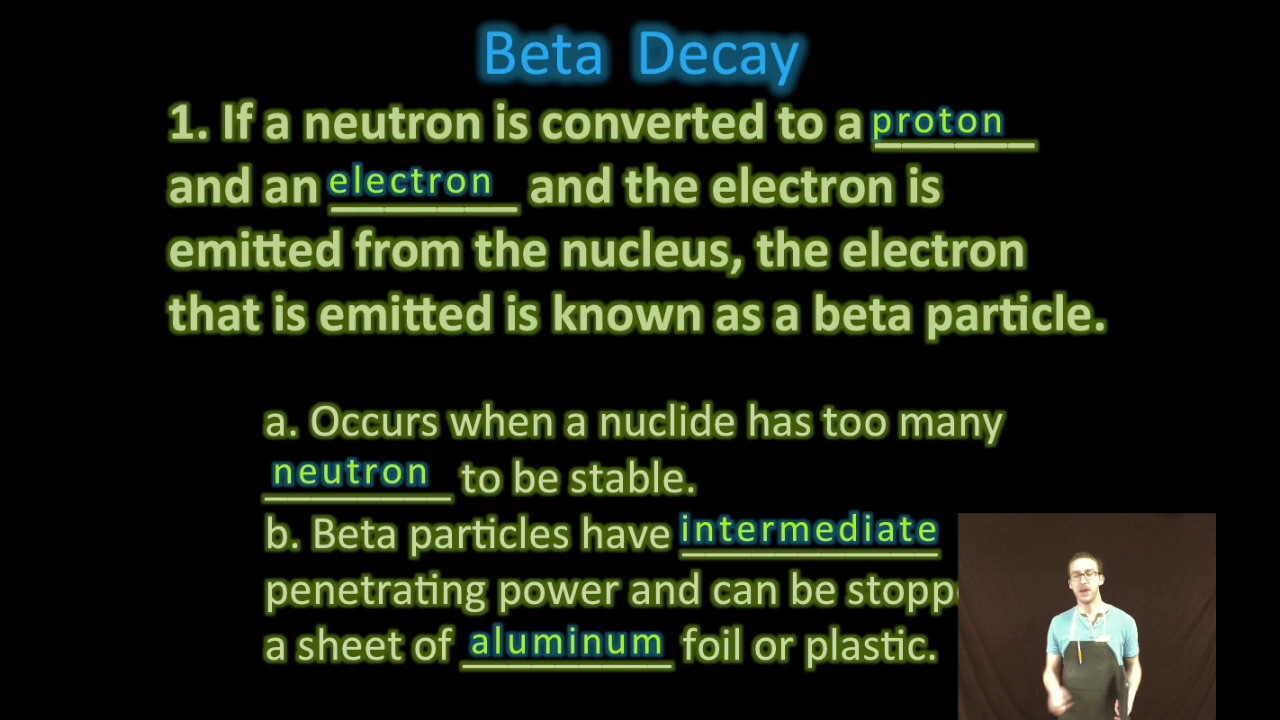 Beta Decay
1. If a neutron is converted to a proton
and an electron and the electron is
emitted from the nucleus, the electron
that is emitted is known as a beta particle.
a. Occurs when a nuclide has too many
neutron to be stable.
b. Beta particles have intermediate
penetrating power and can be
a sheet of aluminum foil or plastic.